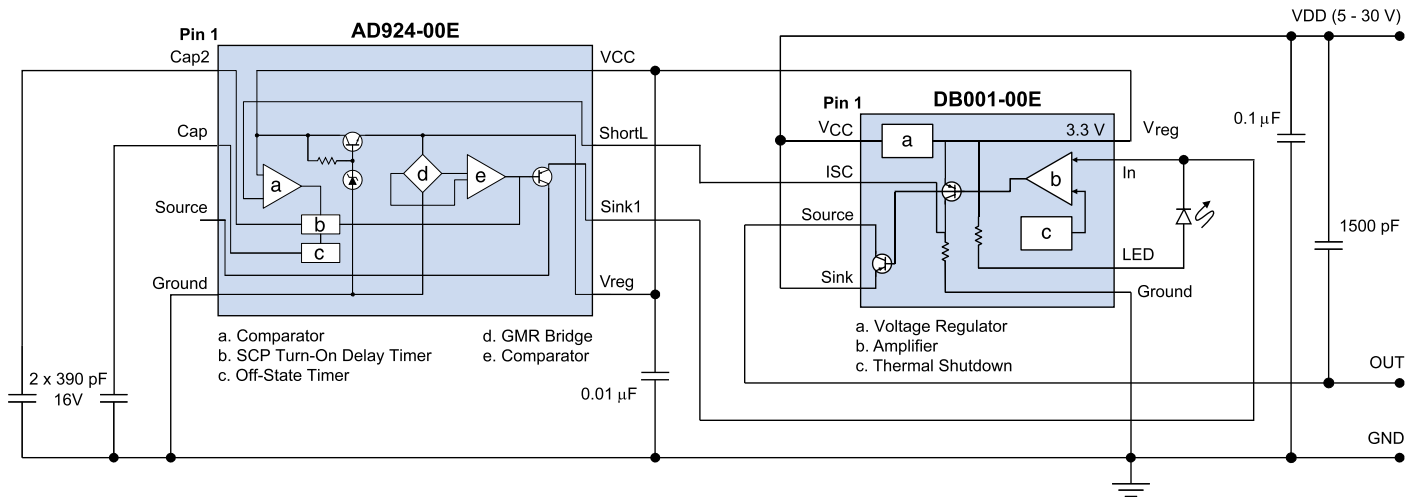 VDD (5 - 30 V)
AD924-00E
Pin 1
Cap2
VCC
Cap
ShortL
Source
Sink1
Ground
Vreg
a
b
c
d
e
a. Comparator
b. SCP Turn-On Delay Timer
c. Off-State Timer
d. GMR Bridge
e. Comparator
2 x 390 pF
16V
0.01 µF
DB001-00E
Pin 1
VCC
3.3 V
Vreg
ISC
In
Source
LED
Sink
Ground
a
b
c
a. Voltage Regulator
b. Amplifier
c. Thermal Shutdown
0.1 µF
1500 pF
OUT
GND